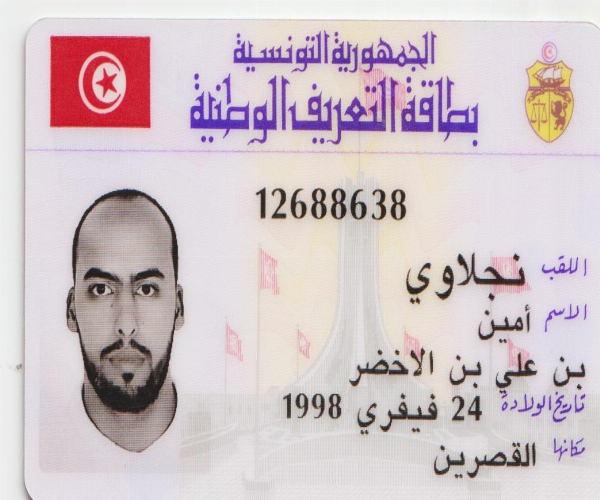 الجمهورية التونسية
بطاقة التعريف الوطنية
12688638
اللقب نجلاوي
الاسم أمين
بن علي بن الاخضر
تاريخ الولادة 24 فيفري 1998
مكانها القصرين